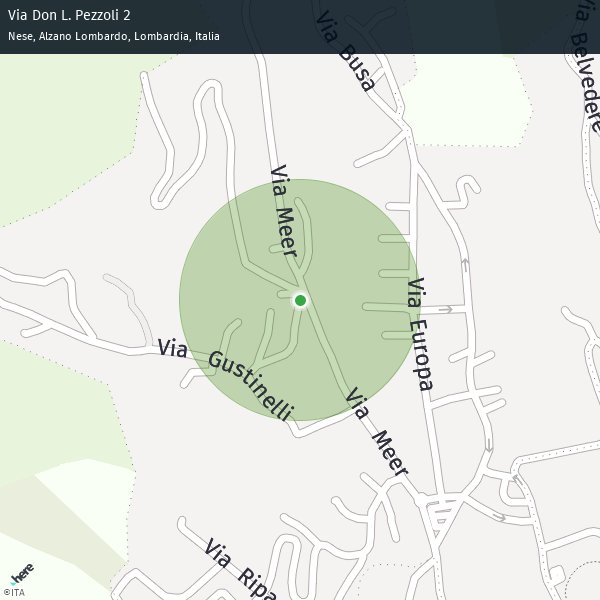 Via Don L. Pezzoli 2
Nese, Alzano Lombardo, Lombardia, Italia
Via Busa
Via Belvedere
Via Meer
Via Europa
Via Gustinelli
Via Meer
Via Ripa
here
©ITA